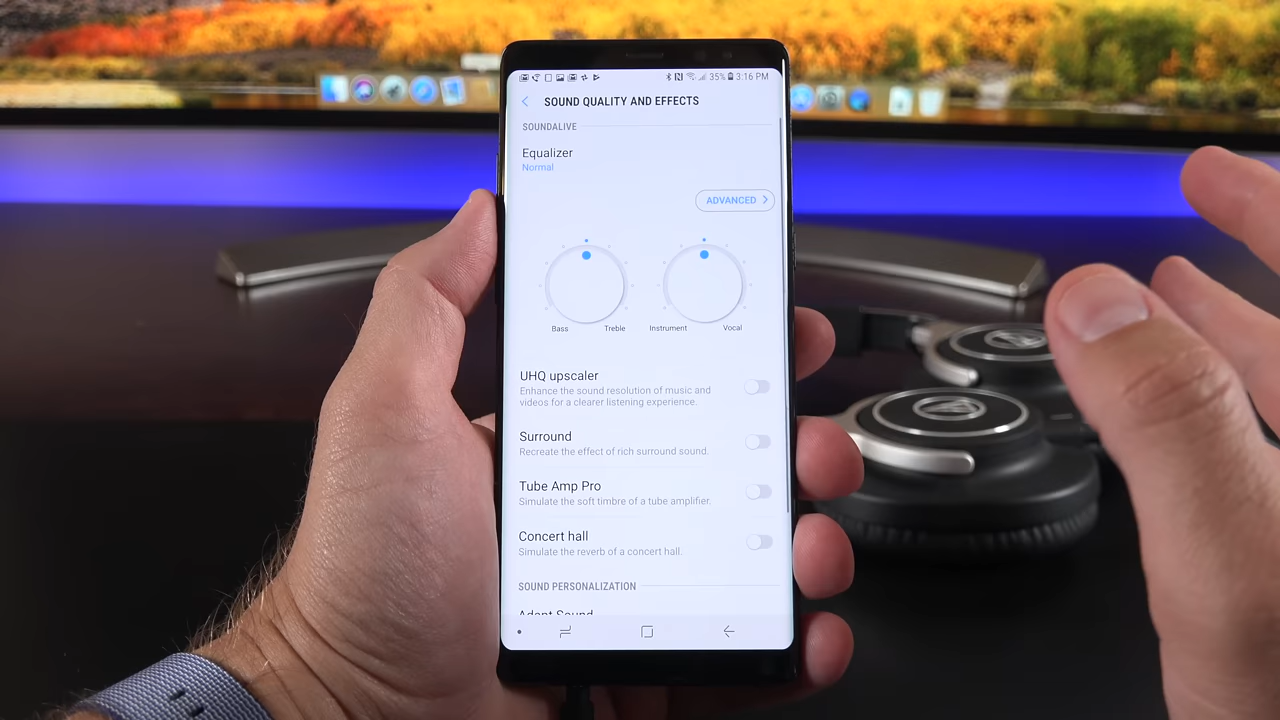 35% 3:16 PM
SOUND QUALITY AND EFFECTS
SOUNDALIVE
Equalizer
Normal
ADVANCED
Bass Treble Instrument Vocal
UHQ upscaler
Enhance the sound resolution of music and
videos for a clearer listening experience.
Surround
Recreate the effect of rich surround sound.
Tube Amp Pro
Simulate the soft timbre of a tube amplifier.
Concert hall
Simulate the reverb of a concert hall.
SOUND PERSONALIZATION
Adapt Sound